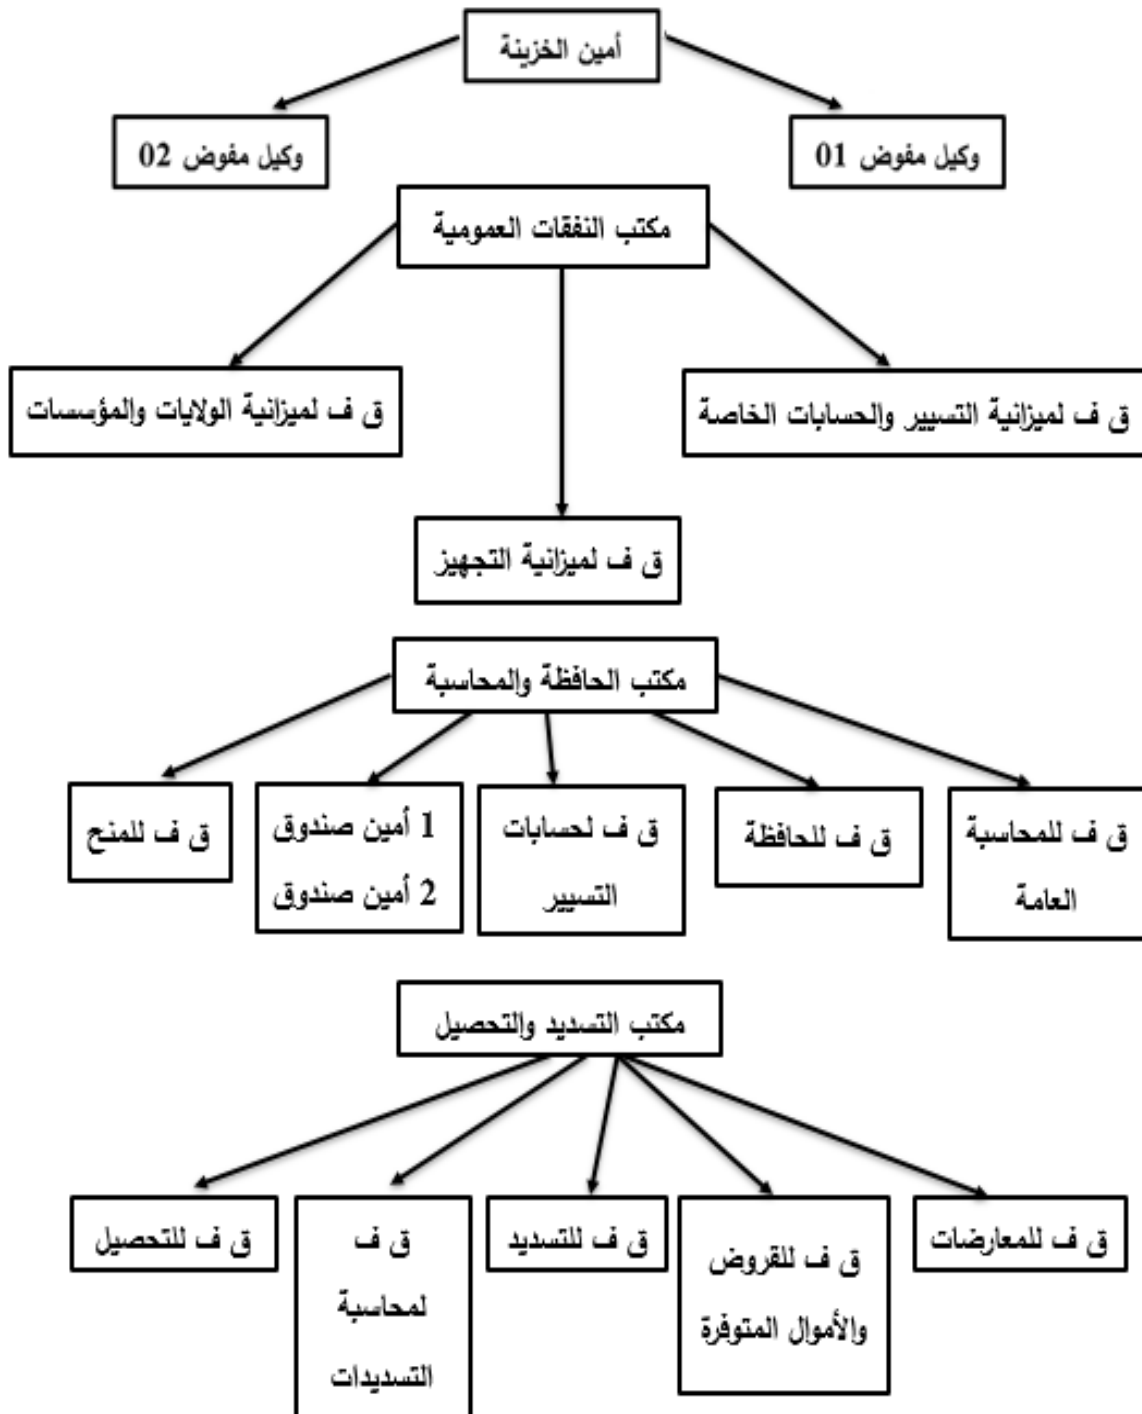 أمين الخزينة
وكيل مفوض 01
وكيل مفوض 02
مكتب النفقات العمومية
ق ف لميزانية التسيير والحسابات الخاصة
ق ف لميزانية الولايات والمؤسسات
ق ف لميزانية التجهيز
مكتب الحافظة والمحاسبة
ق ف للمحاسبة
العامة
ق ف للحافظة
ق ف لحسابات
التسيير
1 أمين صندوق
2 أمين صندوق
ق ف للمنح
مكتب التسديد والتحصيل
ق ف للمعارضات
ق ف للقروض
والأموال المتوفرة
ق ف للتسديد
ق ف
لمحاسبة
التسديدات
ق ف للتحصيل